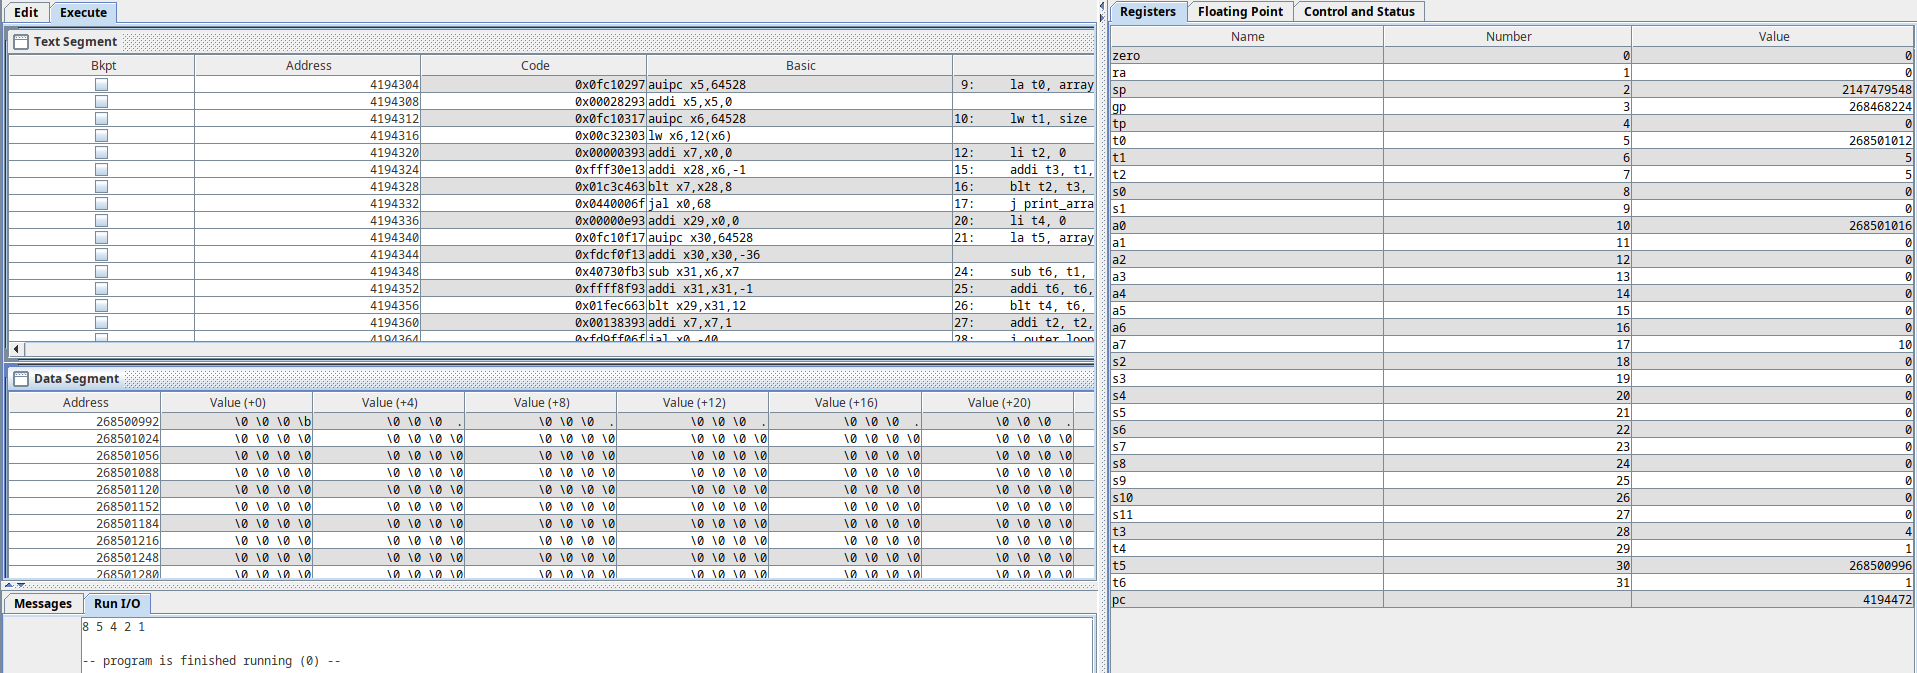 Edit Execute
Text Segment
Bkpt Address Code Basic
4194304 0x0fc10297 auipc x5,64528 9: la t0, array
4194308 0x00028293 addi x5,x5,0
4194312 0x0fc10317 auipc x6,64528 10: lw t1, size
4194316 0x00c32303 lw x6,12(x6)
4194320 0x00000393 addi x7,x0,0 12: li t2, 0
4194324 0xfff30e13 addi x28,x6,-1 15: addi t3, t1,
4194328 0x01c3c463 blt x7,x28,8 16: blt t2, t3,
4194332 0x0440006f jal x0,68 17: j print_arra
4194336 0x00000e93 addi x29,x0,0 20: li t4, 0
4194340 0x0fc10f17 auipc x30,64528 21: la t5, array
4194344 0xfdcf0f13 addi x30,x30,-36
4194348 0x40730fb3 sub x31,x6,x7 24: sub t6, t1,
4194352 0xffff8f93 addi x31,x31,-1 25: addi t6, t6,
4194356 0x01fec663 blt x29,x31,12 26: blt t4, t6,
4194360 0x00138393 addi x7,x7,1 27: addi t2, t2,
4194364 0xfd9ff06f jal x0,-40 28: j outer_loop
Data Segment
Address Value (+0) Value (+4) Value (+8) Value (+12) Value (+16) Value (+20)
268500992 \0 \0 \0 \b \0 \0 \0 . \0 \0 \0 . \0 \0 \0 . \0 \0 \0 . \0 \0 \0 .
268501024 \0 \0 \0 \0 \0 \0 \0 \0 \0 \0 \0 \0 \0 \0 \0 \0 \0 \0 \0 \0 \0 \0 \0 \0
268501056 \0 \0 \0 \0 \0 \0 \0 \0 \0 \0 \0 \0 \0 \0 \0 \0 \0 \0 \0 \0 \0 \0 \0 \0
268501088 \0 \0 \0 \0 \0 \0 \0 \0 \0 \0 \0 \0 \0 \0 \0 \0 \0 \0 \0 \0 \0 \0 \0 \0
268501120 \0 \0 \0 \0 \0 \0 \0 \0 \0 \0 \0 \0 \0 \0 \0 \0 \0 \0 \0 \0 \0 \0 \0 \0
268501152 \0 \0 \0 \0 \0 \0 \0 \0 \0 \0 \0 \0 \0 \0 \0 \0 \0 \0 \0 \0 \0 \0 \0 \0
268501184 \0 \0 \0 \0 \0 \0 \0 \0 \0 \0 \0 \0 \0 \0 \0 \0 \0 \0 \0 \0 \0 \0 \0 \0
268501216 \0 \0 \0 \0 \0 \0 \0 \0 \0 \0 \0 \0 \0 \0 \0 \0 \0 \0 \0 \0 \0 \0 \0 \0
268501248 \0 \0 \0 \0 \0 \0 \0 \0 \0 \0 \0 \0 \0 \0 \0 \0 \0 \0 \0 \0 \0 \0 \0 \0
268501280 \0 \0 \0 \0 \0 \0 \0 \0 \0 \0 \0 \0 \0 \0 \0 \0 \0 \0 \0 \0 \0 \0 \0 \0
Messages Run I/O
8 5 4 2 1
-- program is finished running (0) --
Registers Floating Point Control and Status
Name Number Value
zero 0 0
ra 1 0
sp 2 2147479548
gp 3 268468224
tp 4 0
t0 5 268501012
t1 6 5
t2 7 5
s0 8 0
s1 9 0
a0 10 268501016
a1 11 0
a2 12 0
a3 13 0
a4 14 0
a5 15 0
a6 16 0
a7 17 10
s2 18 0
s3 19 0
s4 20 0
s5 21 0
s6 22 0
s7 23 0
s8 24 0
s9 25 0
s10 26 0
s11 27 0
t3 28 4
t4 29 1
t5 30 268500996
t6 31 1
pc 4194472